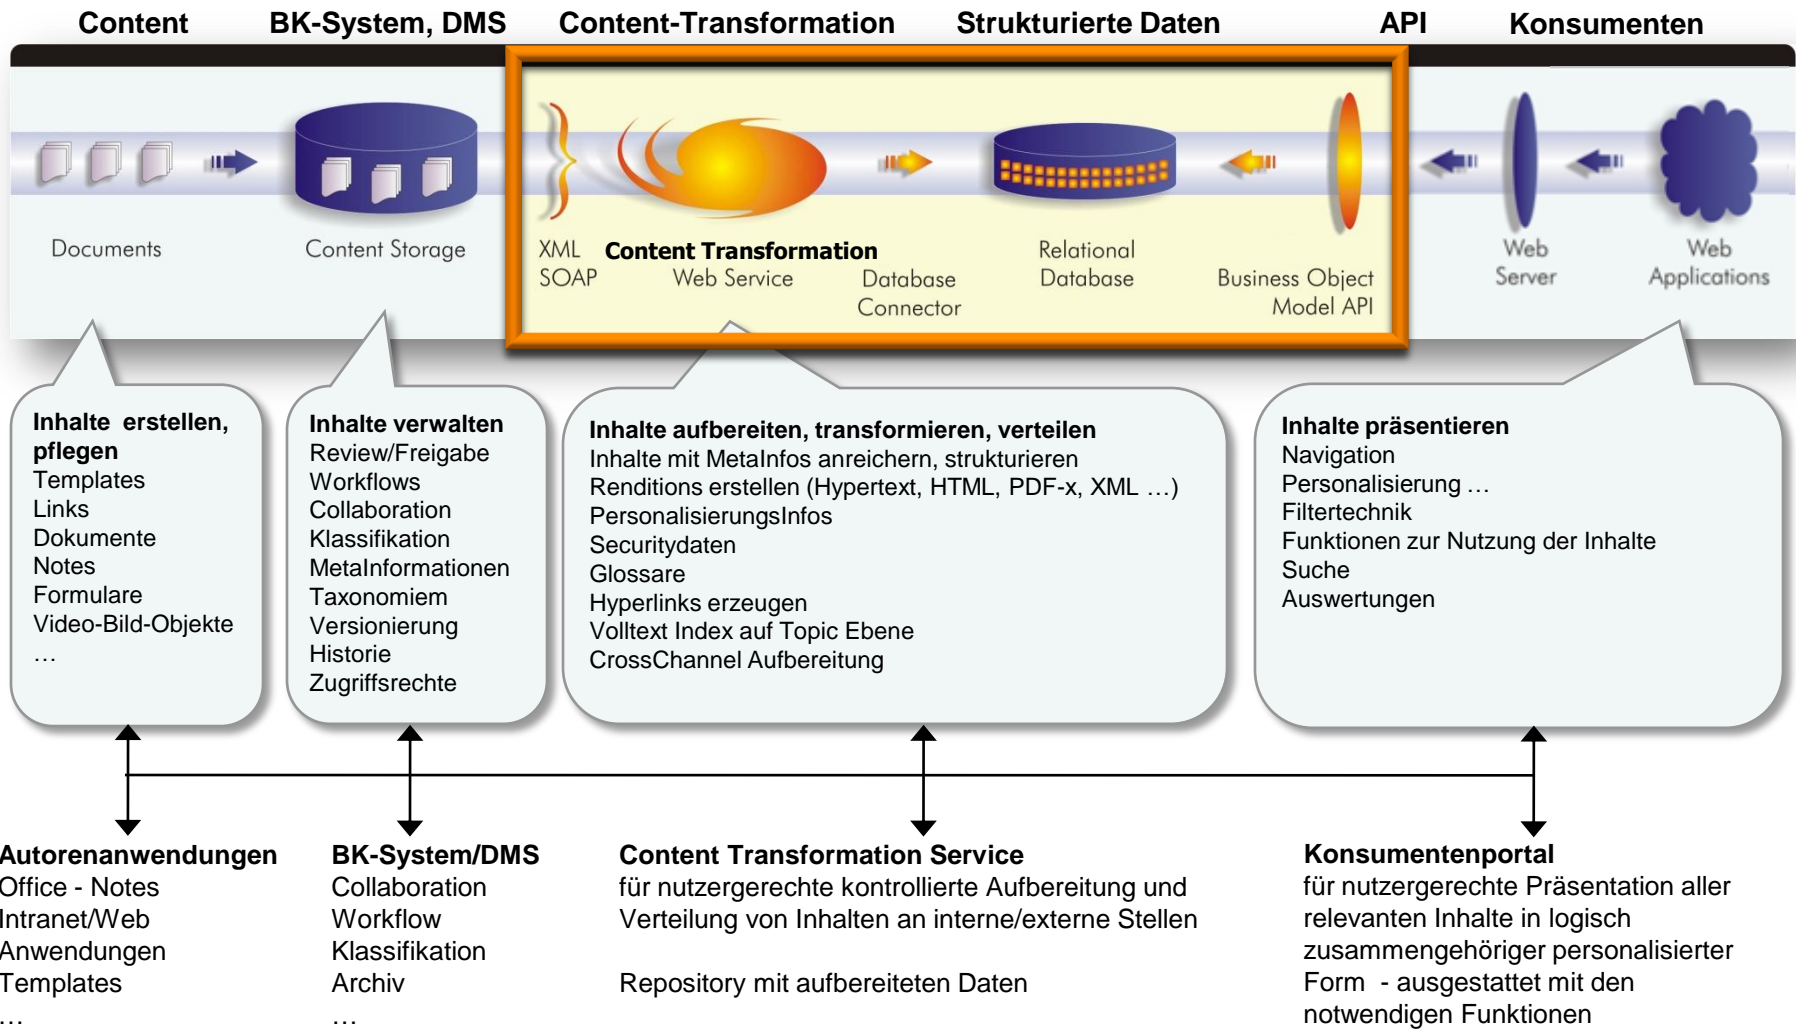 Content
BK-System, DMS
Content-Transformation
Strukturierte Daten
API
Konsumenten
Documents
Content Storage
XML
SOAP
Content Transformation
Web Service
Database
Connector
Relational
Database
Business Object
Model API
Web
Server
Web
Applications
Inhalte erstellen,
pflegen
Templates
Links
Dokumente
Notes
Formulare
Video-Bild-Objekte
…
Inhalte verwalten
Review/Freigabe
Workflows
Collaboration
Klassifikation
MetaInformationen
Taxonomiem
Versionierung
Historie
Zugriffsrechte
Inhalte aufbereiten, transformieren, verteilen
Inhalte mit MetaInfos anreichern, strukturieren
Renditions erstellen (Hypertext, HTML, PDF-x, XML …)
PersonalisierungsInfos
Securitydaten
Glossare
Hyperlinks erzeugen
Volltext Index auf Topic Ebene
CrossChannel Aufbereitung
Inhalte präsentieren
Navigation
Personalisierung …
Filtertechnik
Funktionen zur Nutzung der Inhalte
Suche
Auswertungen
Autorenanwendungen
Office - Notes
Intranet/Web
Anwendungen
Templates
…
BK-System/DMS
Collaboration
Workflow
Klassifikation
Archiv
…
Content Transformation Service
für nutzergerechte kontrollierte Aufbereitung und
Verteilung von Inhalten an interne/externe Stellen
Repository mit aufbereiteten Daten
Konsumentenportal
für nutzergerechte Präsentation aller
relevanten Inhalte in logisch
zusammengehöriger personalisierter
Form - ausgestattet mit den
notwendigen Funktionen